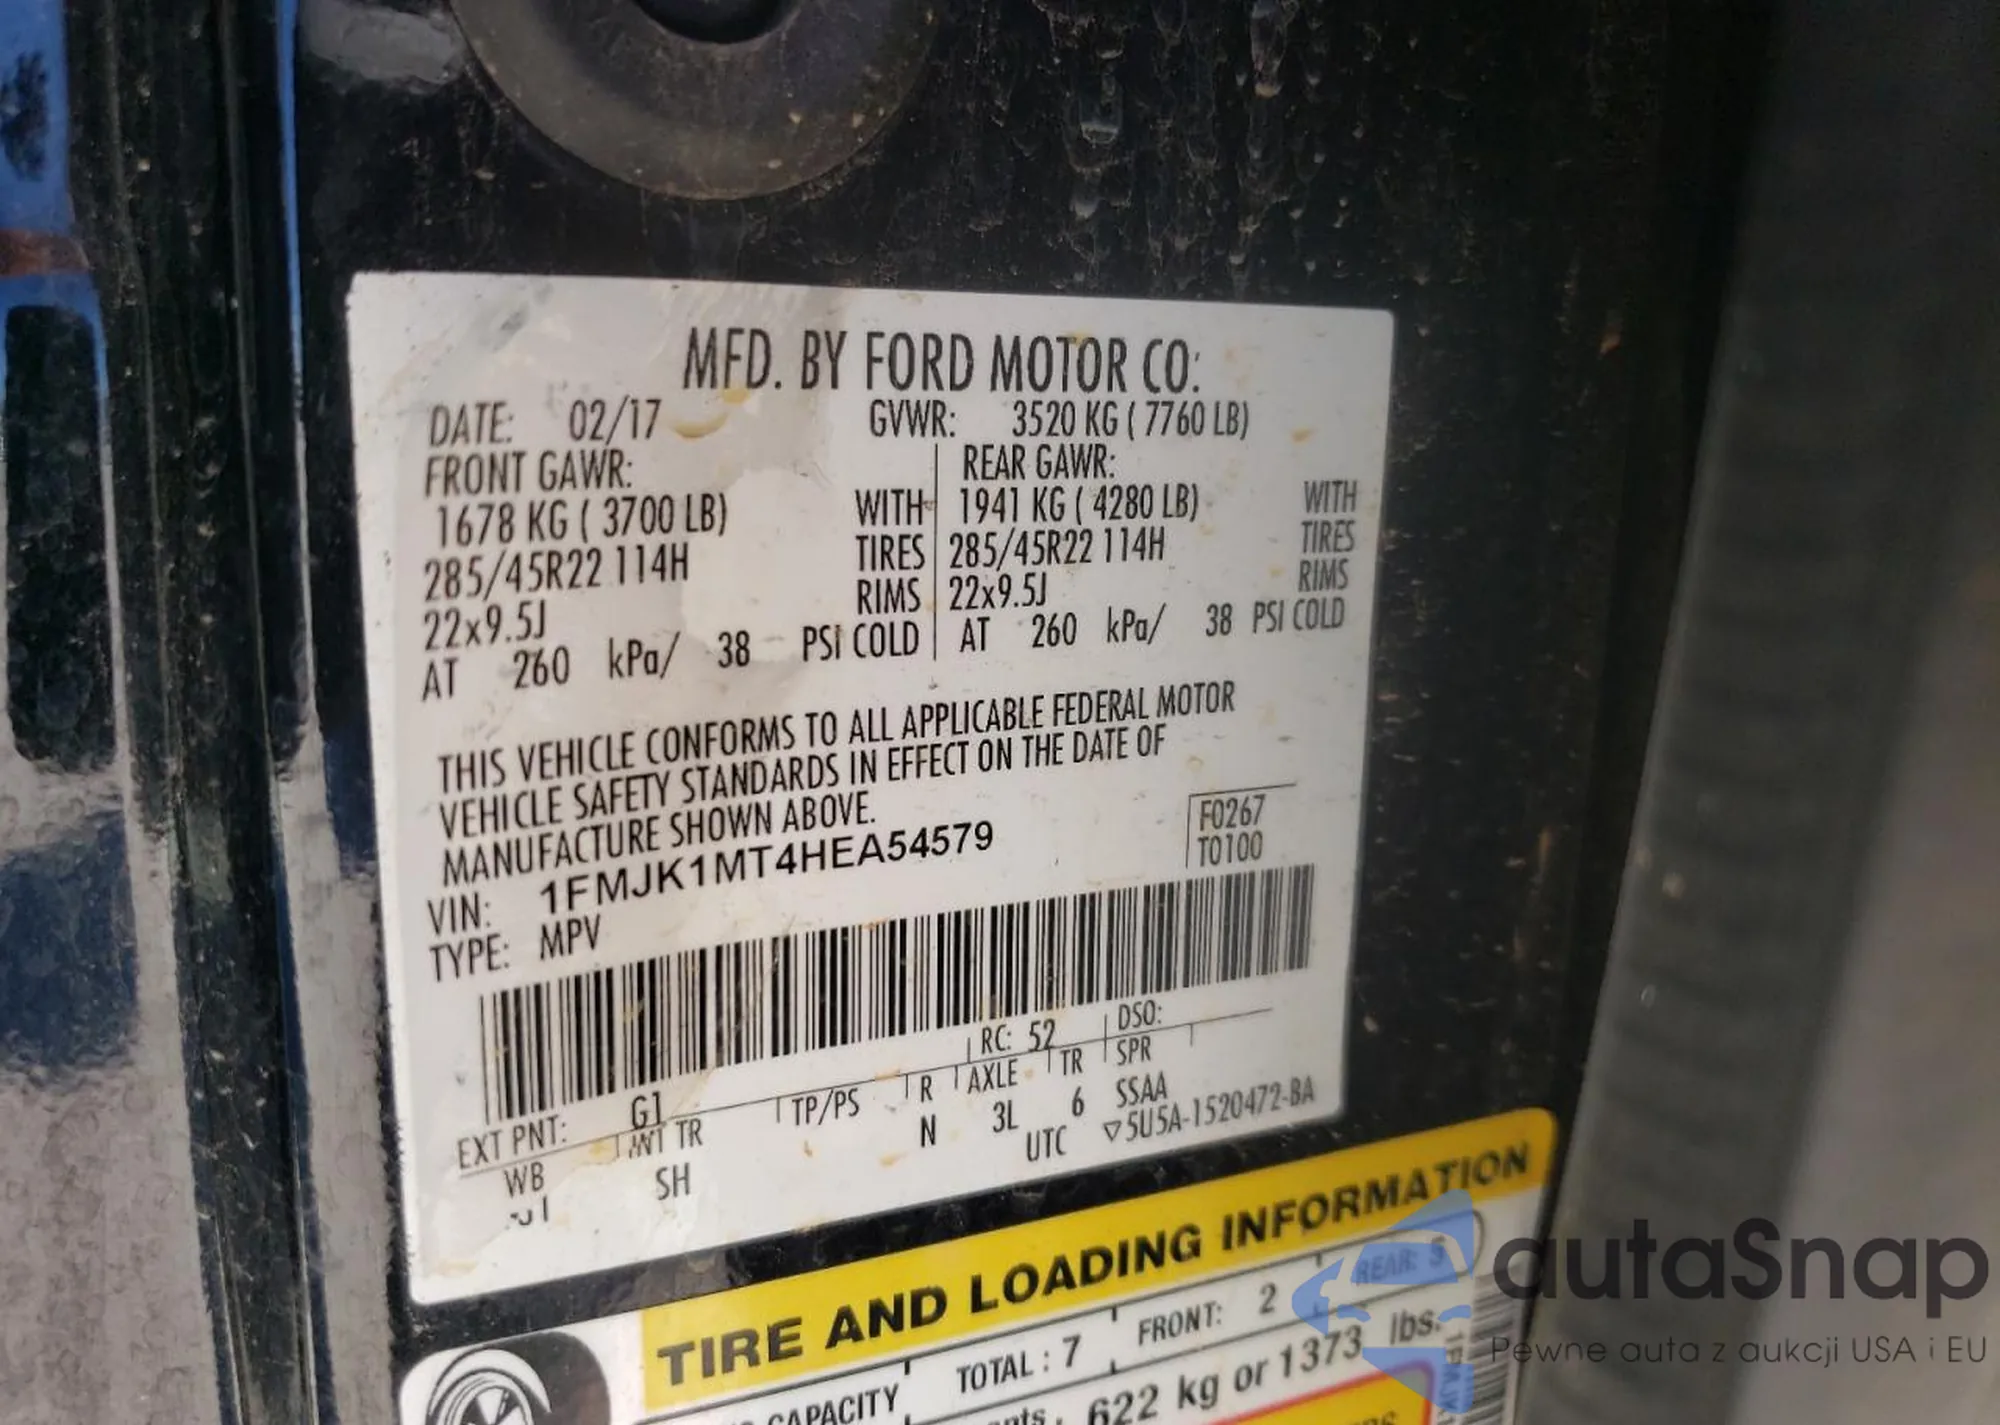 MFD. BY FORD MOTOR CO:
DATE: 02/17 GVWR: 3520 KG ( 7760 LB)
FRONT GAWR: REAR GAWR:
1678 KG ( 3700 LB) WITH 1941 KG ( 4280 LB) WITH
285/45R22 114H TIRES 285/45R22 114H TIRES
22x9.5J RIMS 22x9.5J RIMS
AT 260 kPa/ 38 PSI COLD AT 260 kPa/ 38 PSI COLD
THIS VEHICLE CONFORMS TO ALL APPLICABLE FEDERAL MOTOR
VEHICLE SAFETY STANDARDS IN EFFECT ON THE DATE OF
MANUFACTURE SHOWN ABOVE.
VIN: 1FMJK1MT4HEA54579 F0267
TYPE: MPV T0100
EXT PNT: G1 RC: 52 DSO:
WB INT TR TP/PS R AXLE TR SPR
SH N 3L 6 SSAA
UTC ▽5U5A-1520472-BA
TIRE AND LOADING INFORMATION
CAPACITY TOTAL : 7 FRONT: 2 REAR: 5
622 kg or 1373 lbs.
autaSnap
Pewne auta z aukcji USA i EU